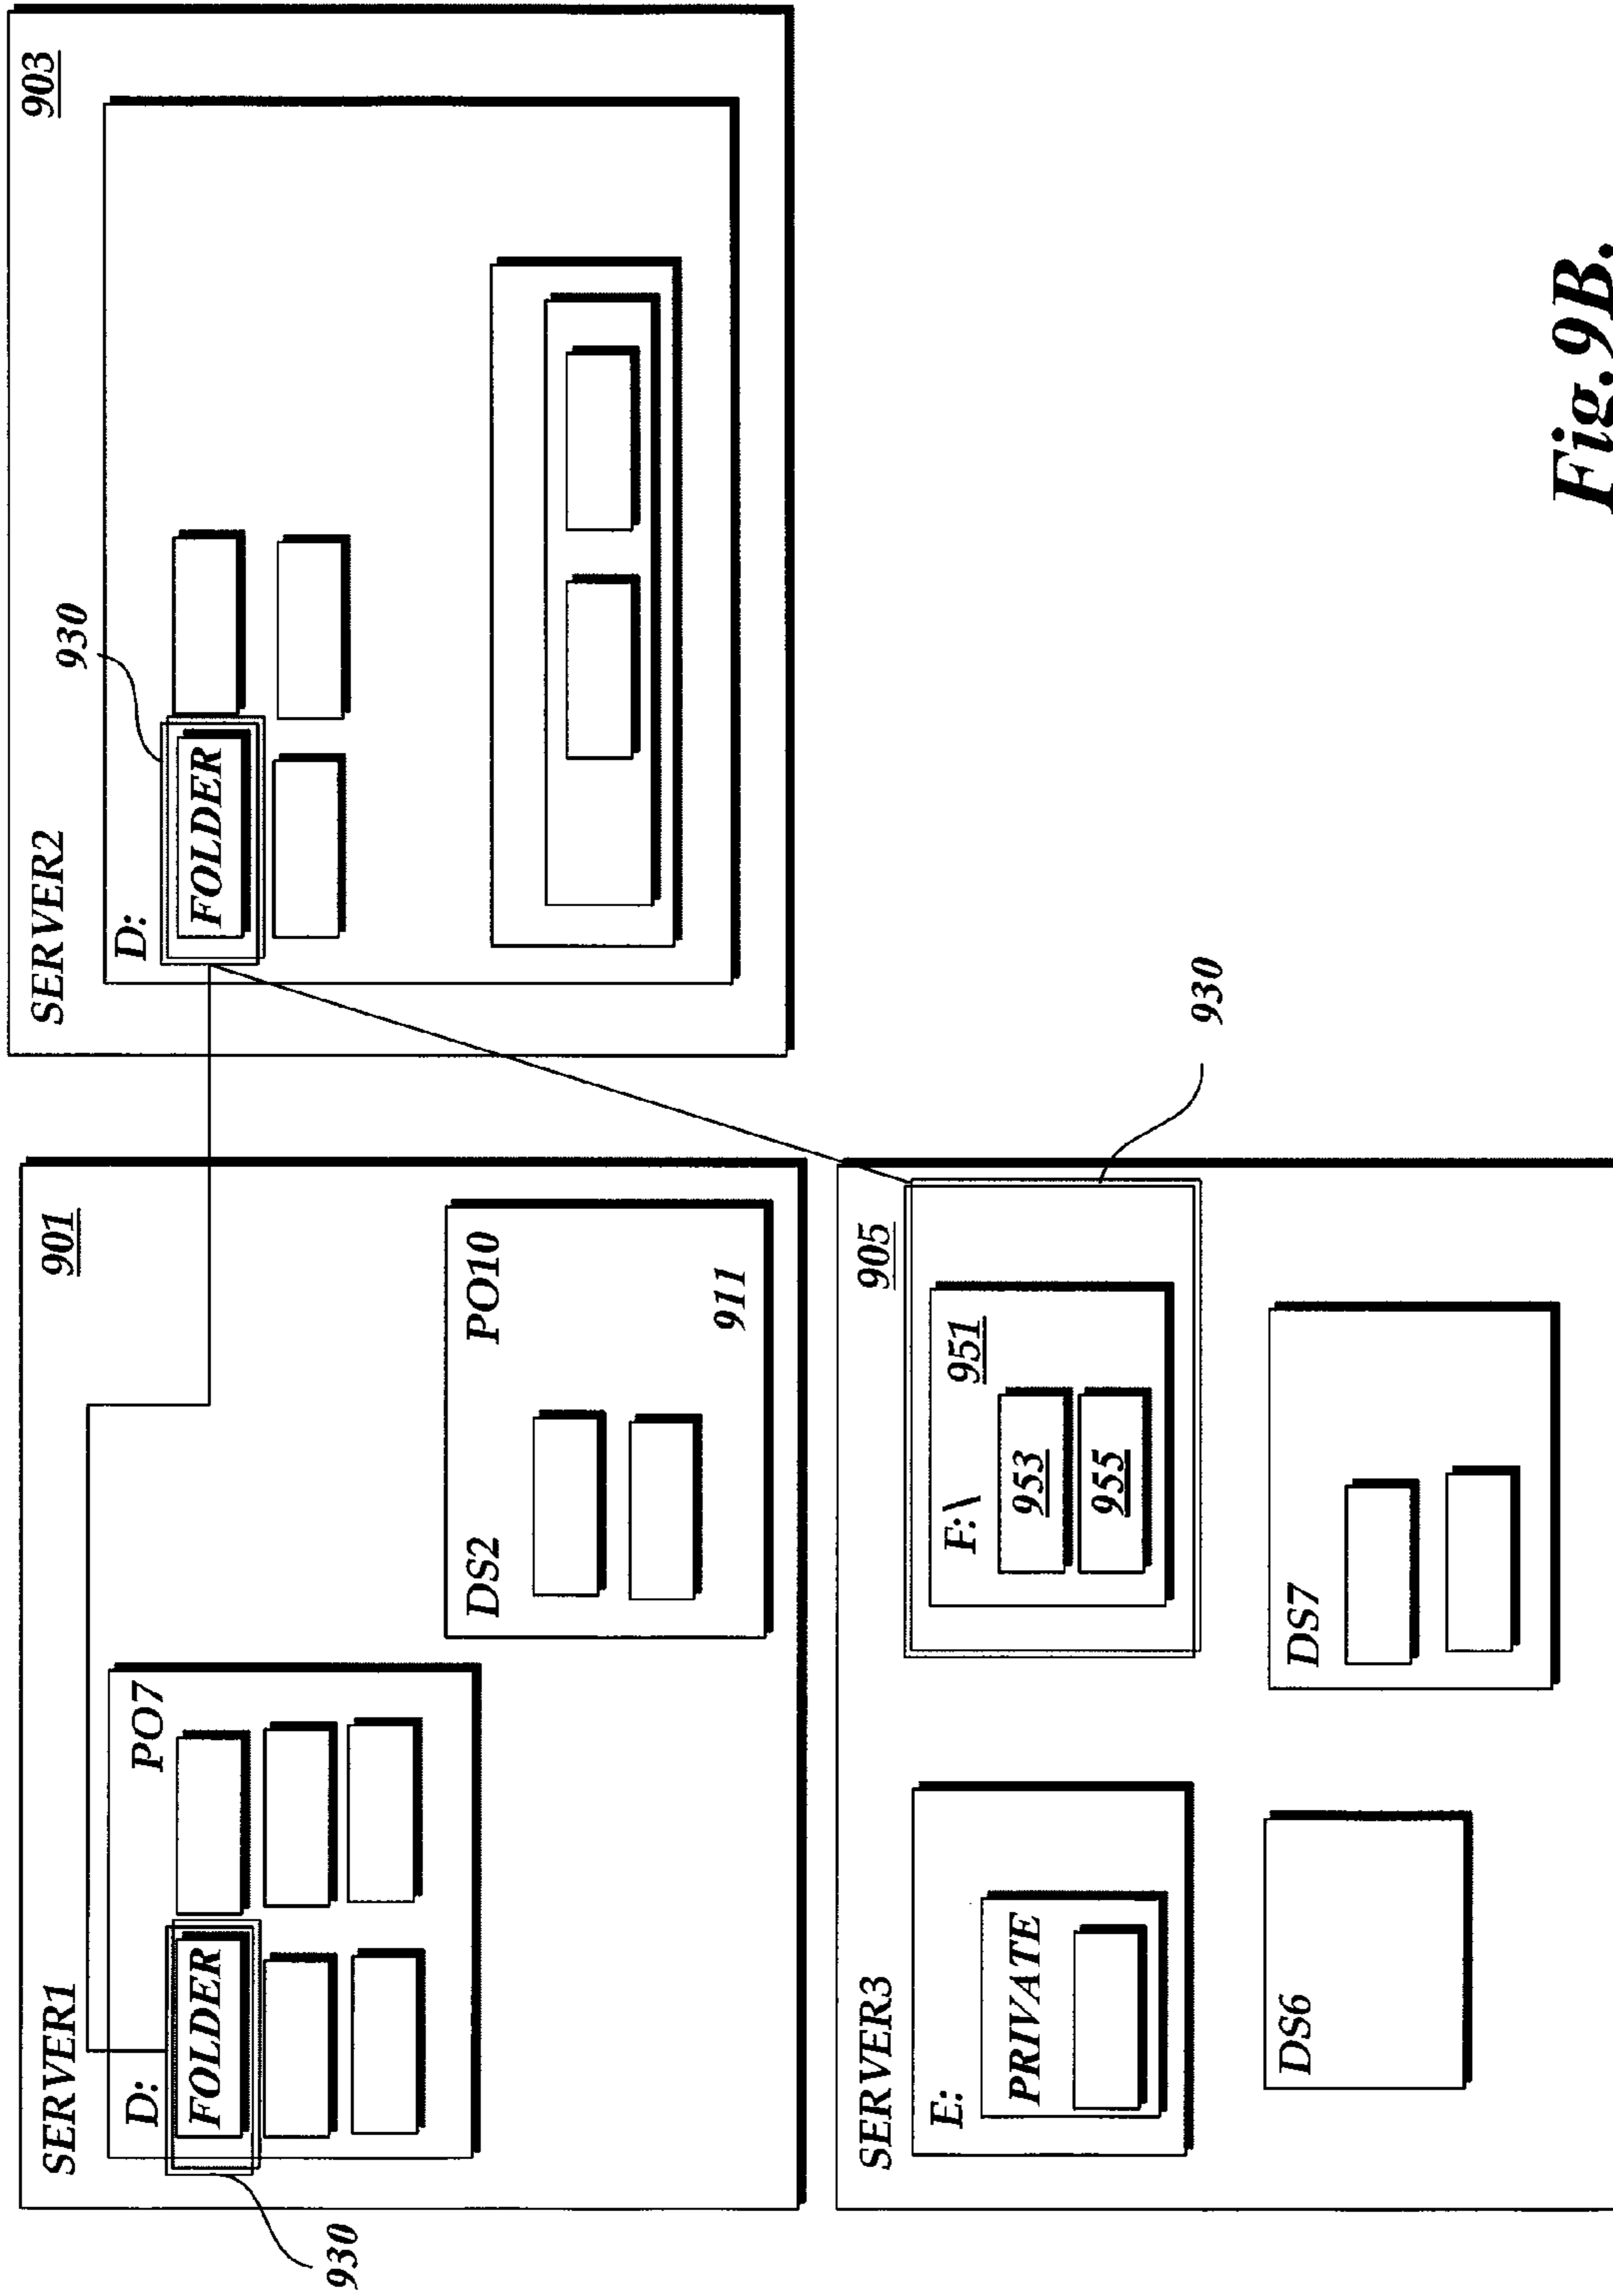 SERVER1
901
D:
PO7
FOLDER
930
DS2
PO10
911
SERVER2
903
930
D:
FOLDER
SERVER3
905
E:
PRIVATE
F:\
951
953
955
930
DS6
DS7
Fig.9B.